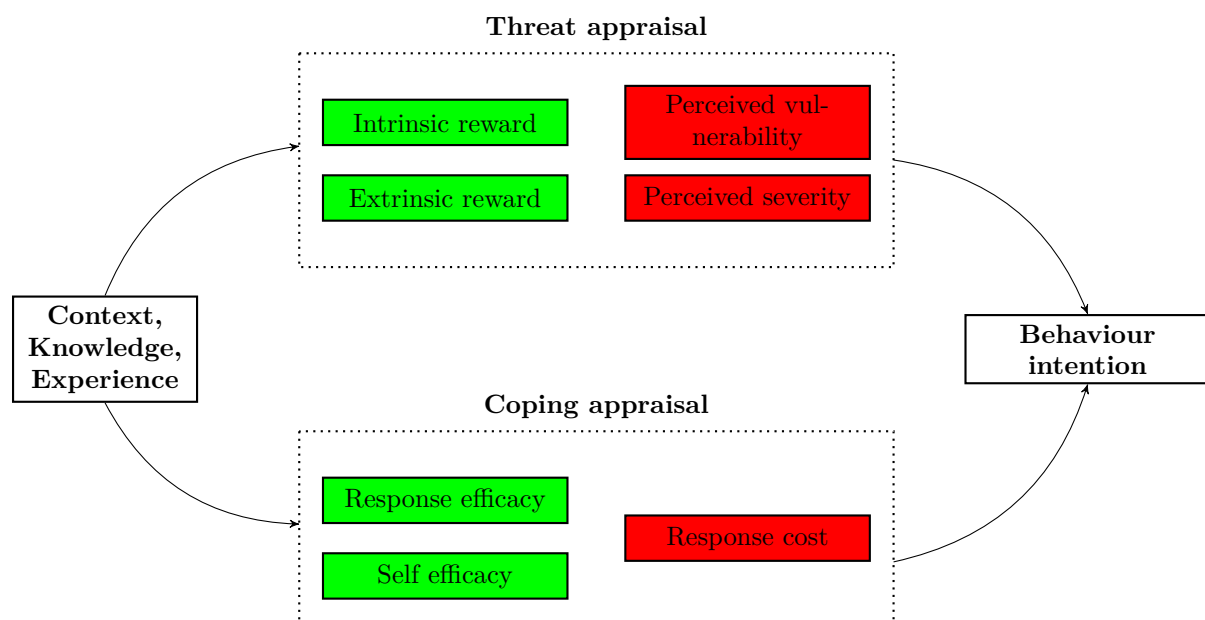 Threat appraisal
Intrinsic reward
Perceived vul-
nerability
Extrinsic reward
Perceived severity
Context,
Knowledge,
Experience
Behaviour
intention
Coping appraisal
Response efficacy
Response cost
Self efficacy